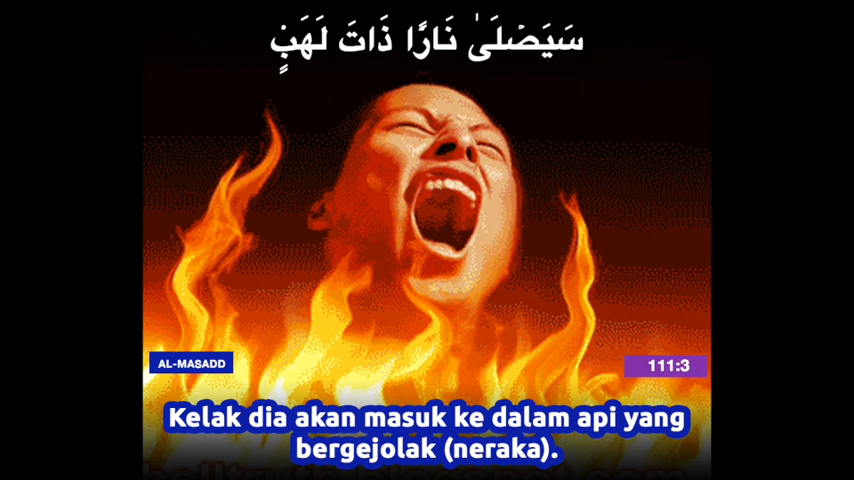 سَيَصۡلَىٰ نَارًا ذَاتَ لَهَبٍۢ
AL-MASADD
111:3
Kelak dia akan masuk ke dalam api yang
bergejolak (neraka).